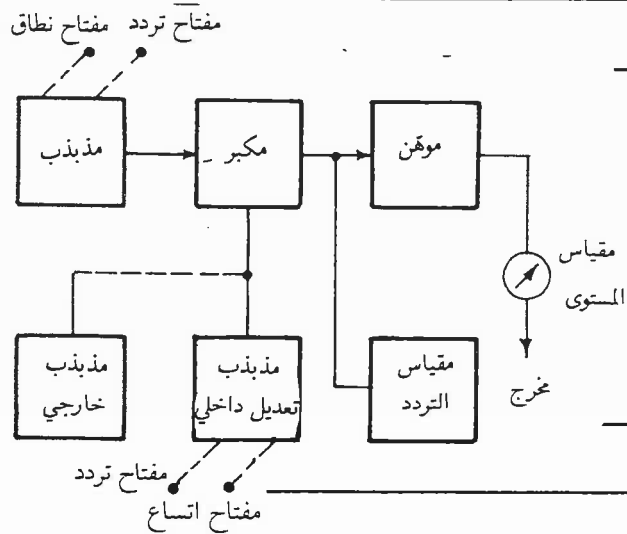 مفتاح تردد
مفتاح نطاق
موهن
مكبر
مذبذب
مقياس
المستوى
مقياس
التردد
مذبذب
تعديل داخلي
مذبذب
خارجي
مخرج
مفتاح تردد
مفتاح اتساع